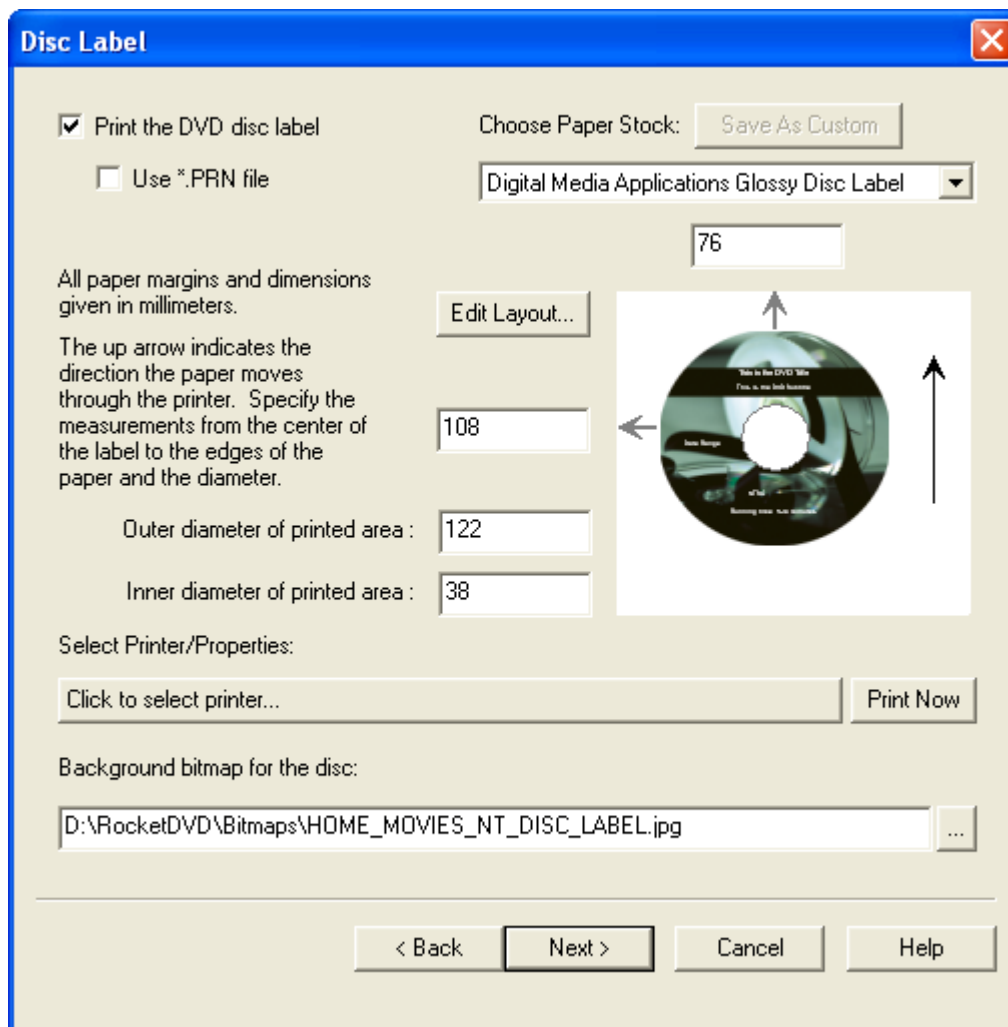 Disc Label
Print the DVD disc label
Choose Paper Stock:
Save As Custom
Use *.PRN file
Digital Media Applications Glossy Disc Label
76
All paper margins and dimensions
given in millimeters.
Edit Layout...
The up arrow indicates the
direction the paper moves
through the printer. Specify the
measurements from the center of
the label to the edges of the
paper and the diameter.
108
This is the DVD Title
Outer diameter of printed area :
122
Inner diameter of printed area :
38
Select Printer/Properties:
Click to select printer...
Print Now
Background bitmap for the disc:
D:\RocketDVD\Bitmaps\HOME_MOVIES_NT_DISC_LABEL.jpg
...
< Back
Next >
Cancel
Help